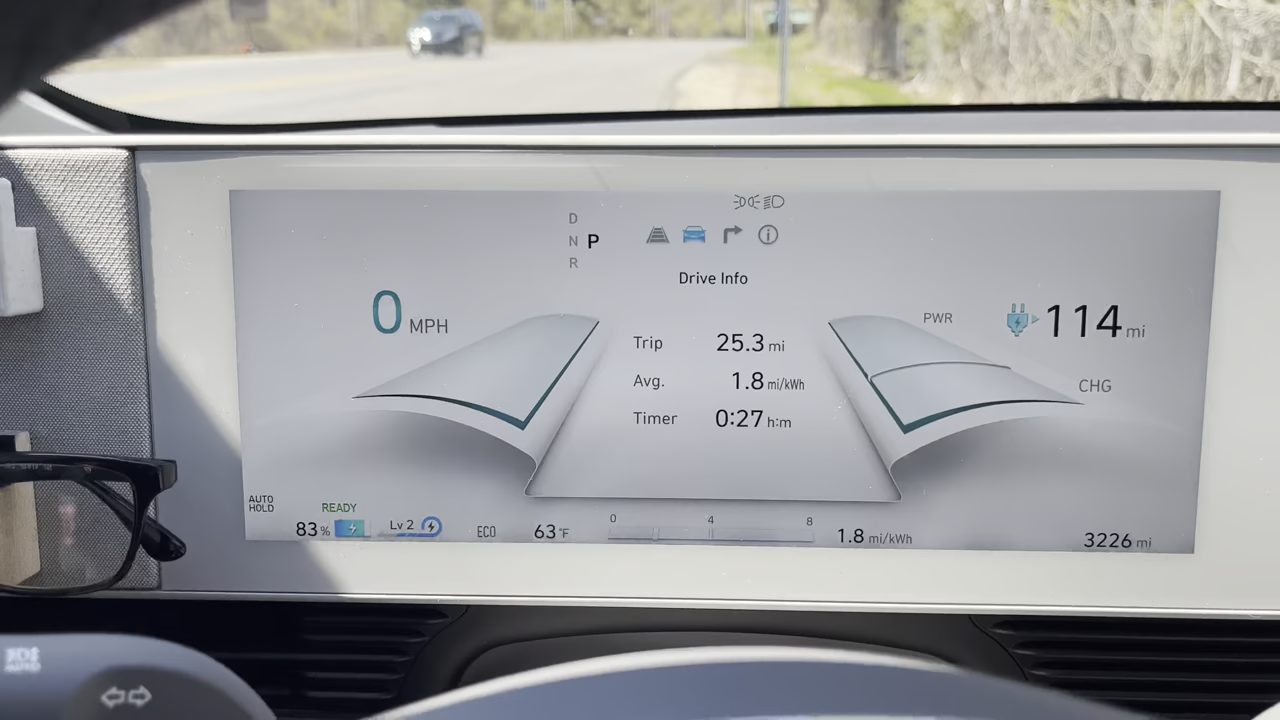 D
N P
R
Drive Info
0 MPH
PWR
114 mi
Trip 25.3 mi
Avg. 1.8 mi/kWh
CHG
Timer 0:27 h:m
AUTO
HOLD
READY
83% Lv 2 ECO 63°F
0 4 8
1.8 mi/kWh
3226 mi
AUTO